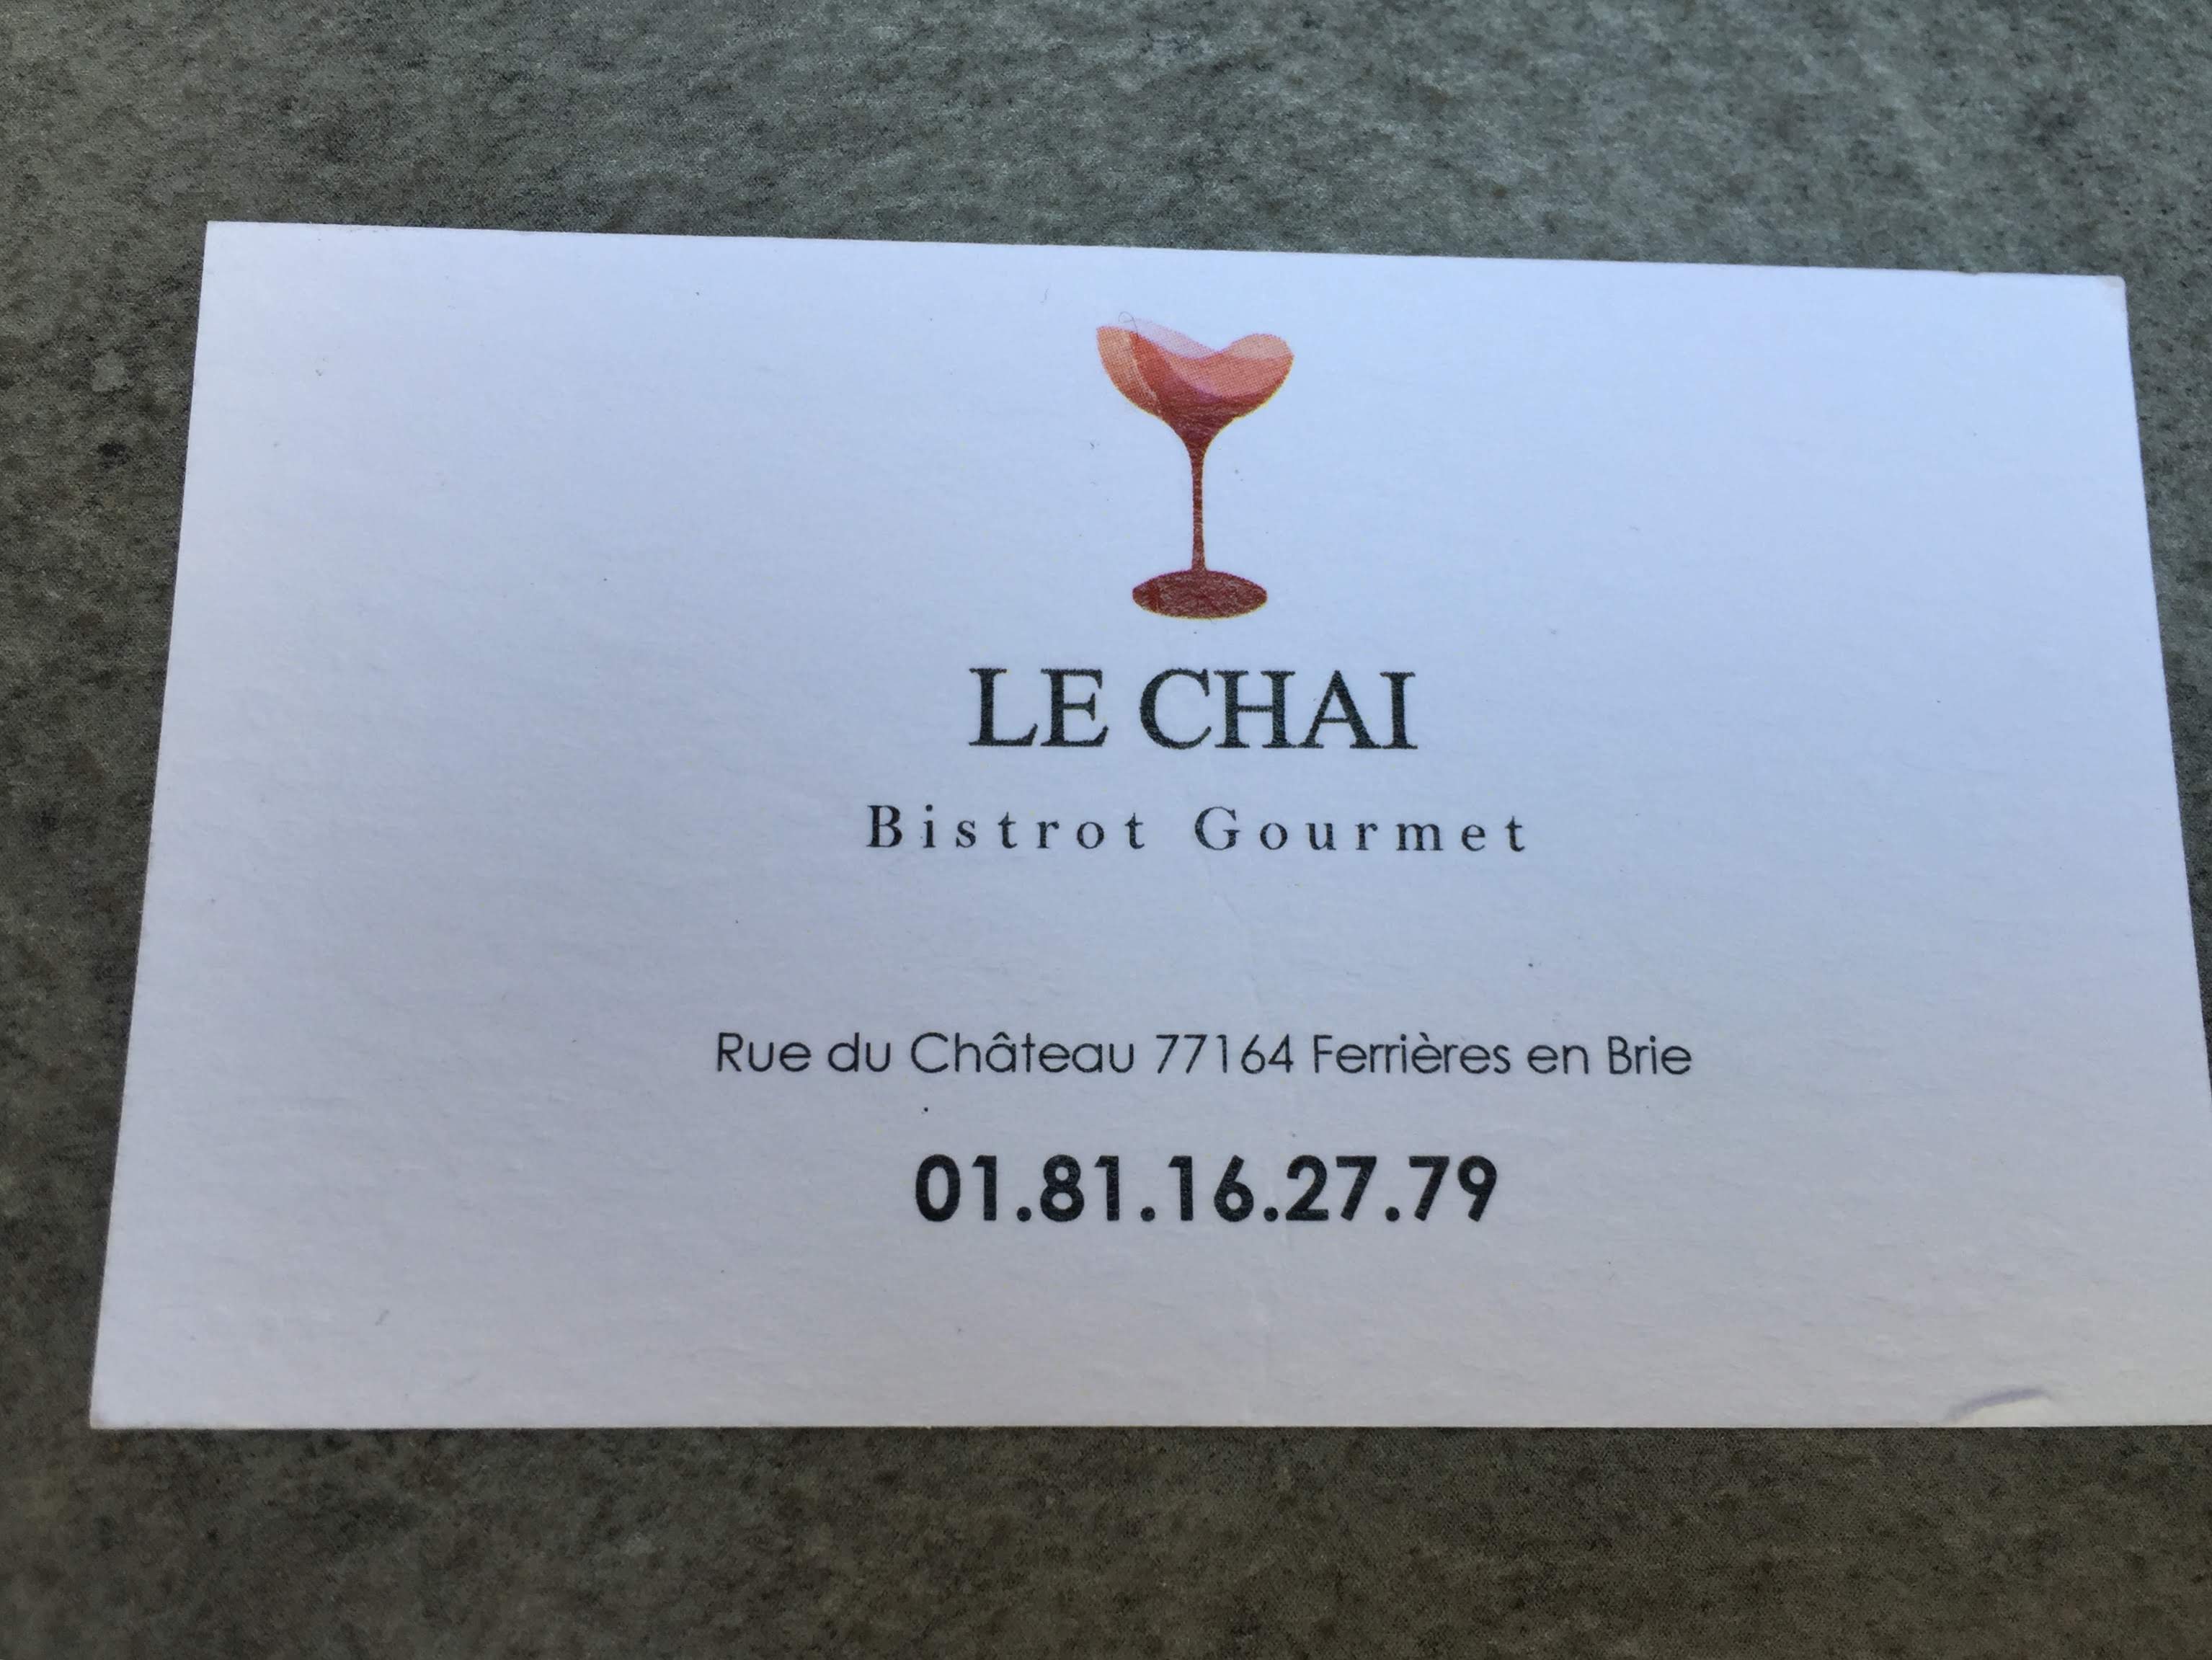 LE CHAI
Bistrot Gourmet
Rue du Château 77164 Ferrières en Brie
01.81.16.27.79